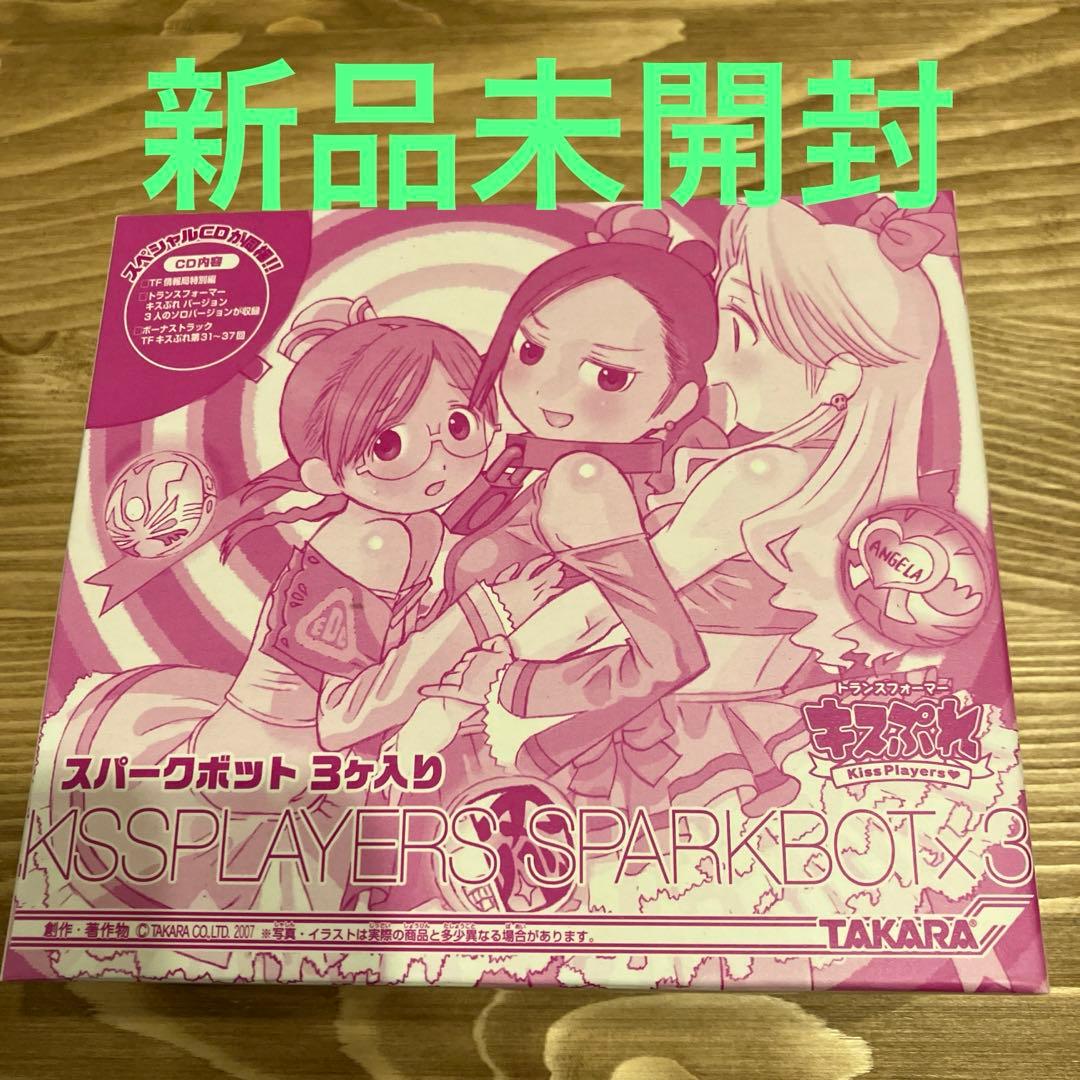 新品未開封
スペシャルCDが同梱!!
CD内容
□TF情報局特別編
□トランスフォーマー
キスぷれ バージョン
3人のソロバージョンが収録
□ボーナストラック
TFキスぷれ第31〜37回
ANGELA
トランスフォーマー
キスぷれ
KissPlayers♥
スパークボット 3ヶ入り
KISSPLAYERS SPARKBOT×3
創作・著作物 ©TAKARA CO.,LTD. 2007 ※写真・イラストは実際の商品と多少異なる場合があります。
TAKARA